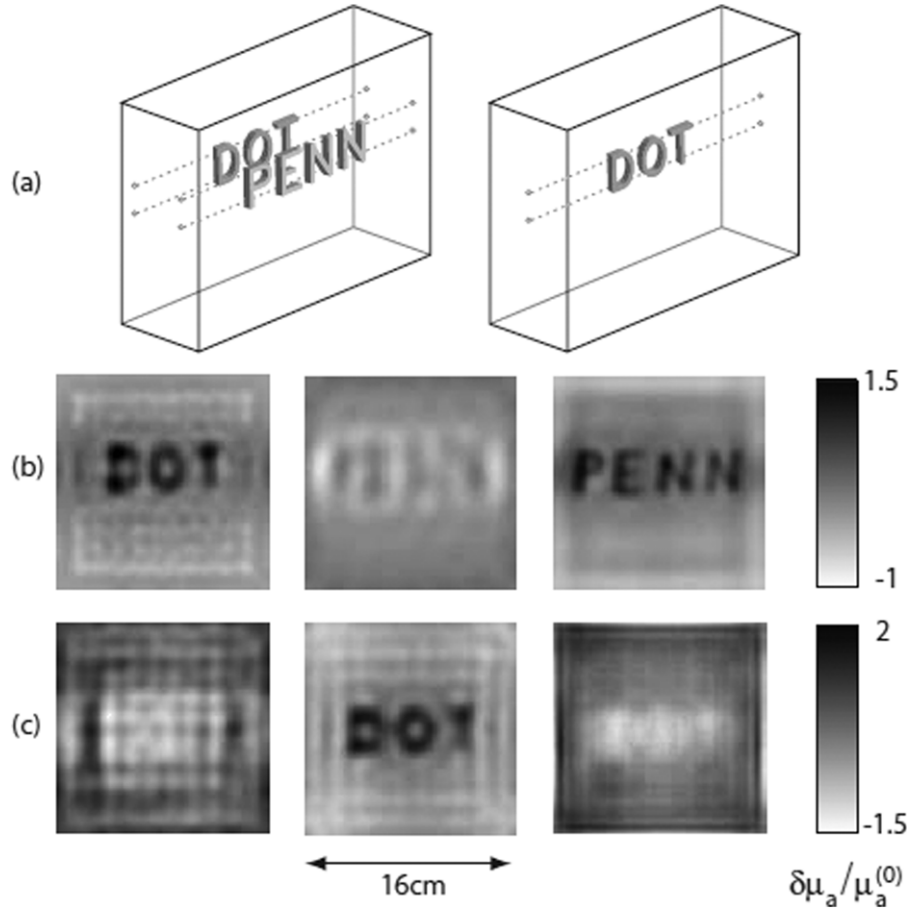 (a)
DOT
PENN
DOT
(b)
DOT
PENN
1.5
-1
(c)
DOT
2
-1.5
16cm
δμₐ/μₐ⁽⁰⁾